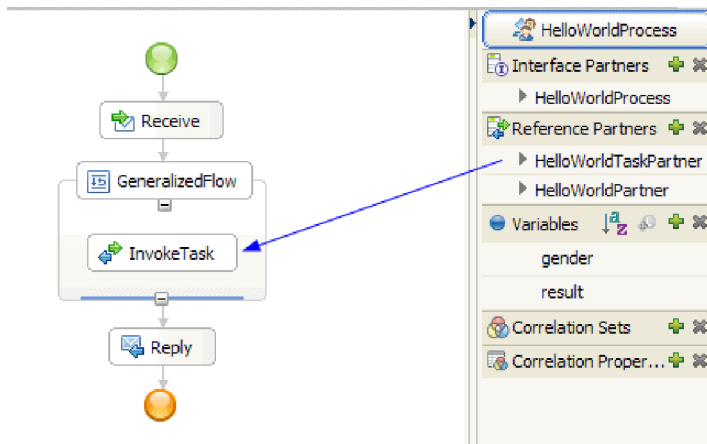 Receive
GeneralizedFlow
InvokeTask
Reply
HelloWorldProcess
Interface Partners
HelloWorldProcess
Reference Partners
HelloWorldTaskPartner
HelloWorldPartner
Variables
gender
result
Correlation Sets
Correlation Proper...